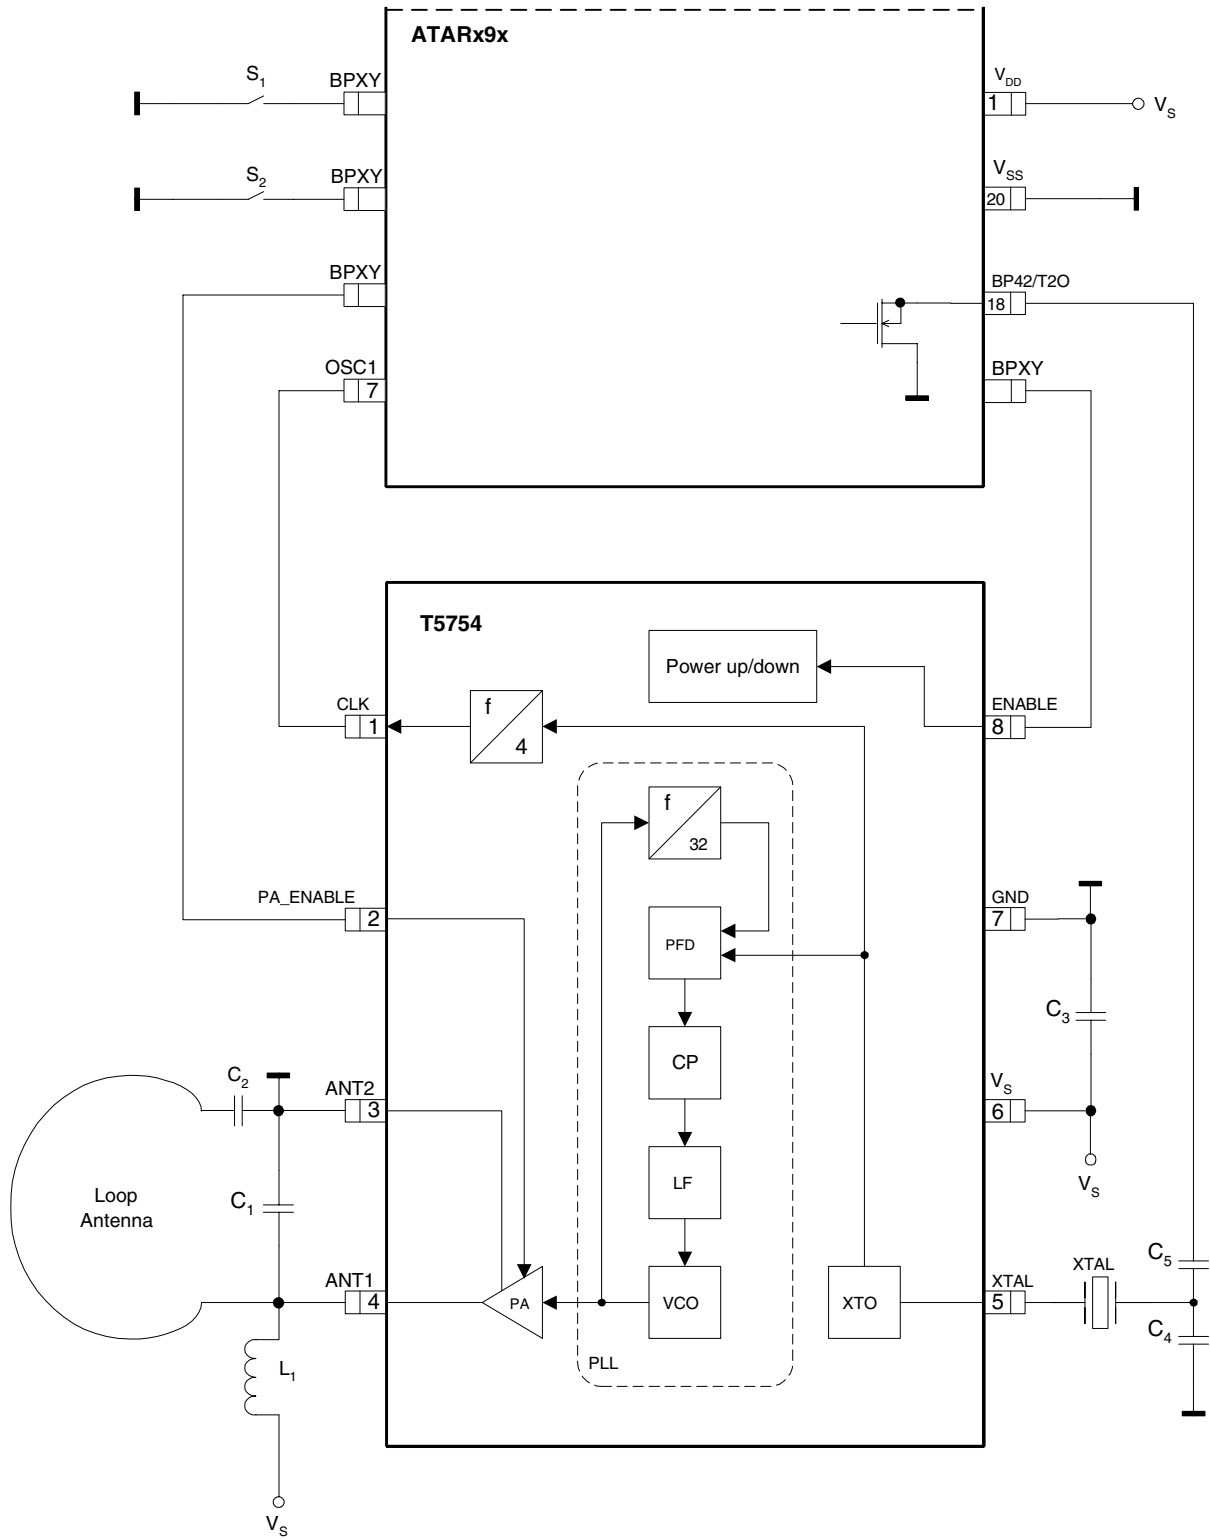 ATARx9x
S1
BPXY
VDD
1
VS
S2
BPXY
VSS
20
BPXY
BP42/T2O
18
OSC1
7
BPXY
T5754
Power up/down
CLK
1
f
4
ENABLE
8
f
32
PA_ENABLE
2
PFD
GND
7
C3
CP
C2
ANT2
3
VS
6
Loop
Antenna
C1
LF
VS
ANT1
4
PA
VCO
XTO
XTAL
5
XTAL
C5
C4
L1
PLL
VS